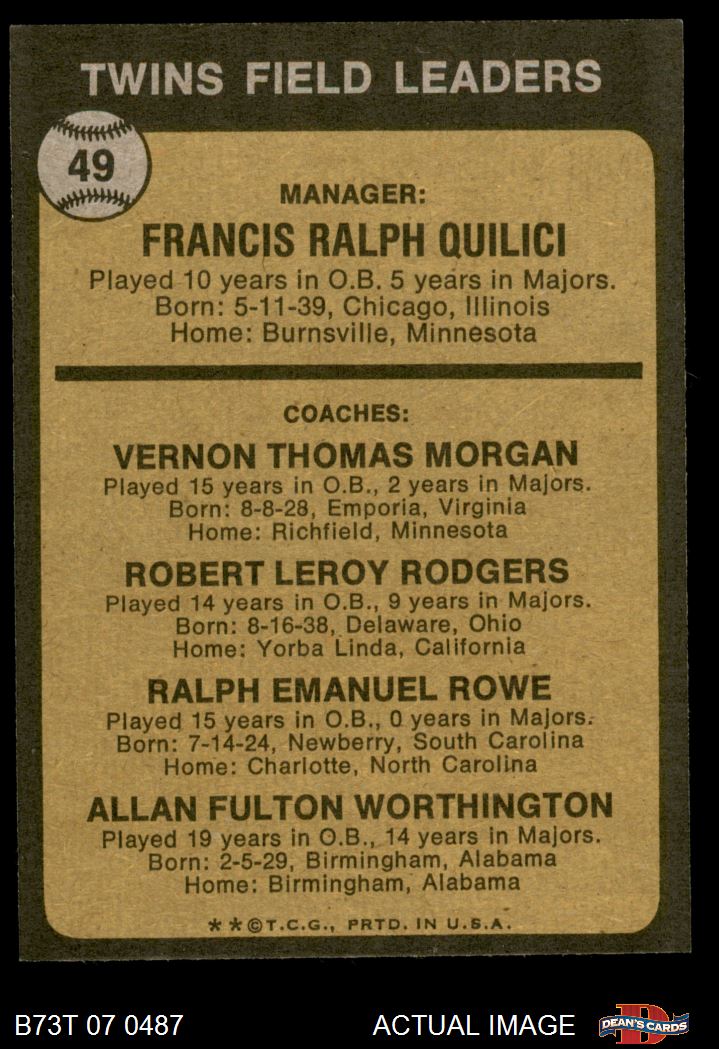 TWINS FIELD LEADERS
49
MANAGER:
FRANCIS RALPH QUILICI
Played 10 years in O.B. 5 years in Majors.
Born: 5-11-39, Chicago, Illinois
Home: Burnsville, Minnesota
COACHES:
VERNON THOMAS MORGAN
Played 15 years in O.B., 2 years in Majors.
Born: 8-8-28, Emporia, Virginia
Home: Richfield, Minnesota
ROBERT LEROY RODGERS
Played 14 years in O.B., 9 years in Majors.
Born: 8-16-38, Delaware, Ohio
Home: Yorba Linda, California
RALPH EMANUEL ROWE
Played 15 years in O.B., 0 years in Majors.
Born: 7-14-24, Newberry, South Carolina
Home: Charlotte, North Carolina
ALLAN FULTON WORTHINGTON
Played 19 years in O.B., 14 years in Majors.
Born: 2-5-29, Birmingham, Alabama
Home: Birmingham, Alabama
* * © T.C.G., PRTD. IN U.S.A.
B73T 07 0487 ACTUAL IMAGE D DEAN'S CARDS